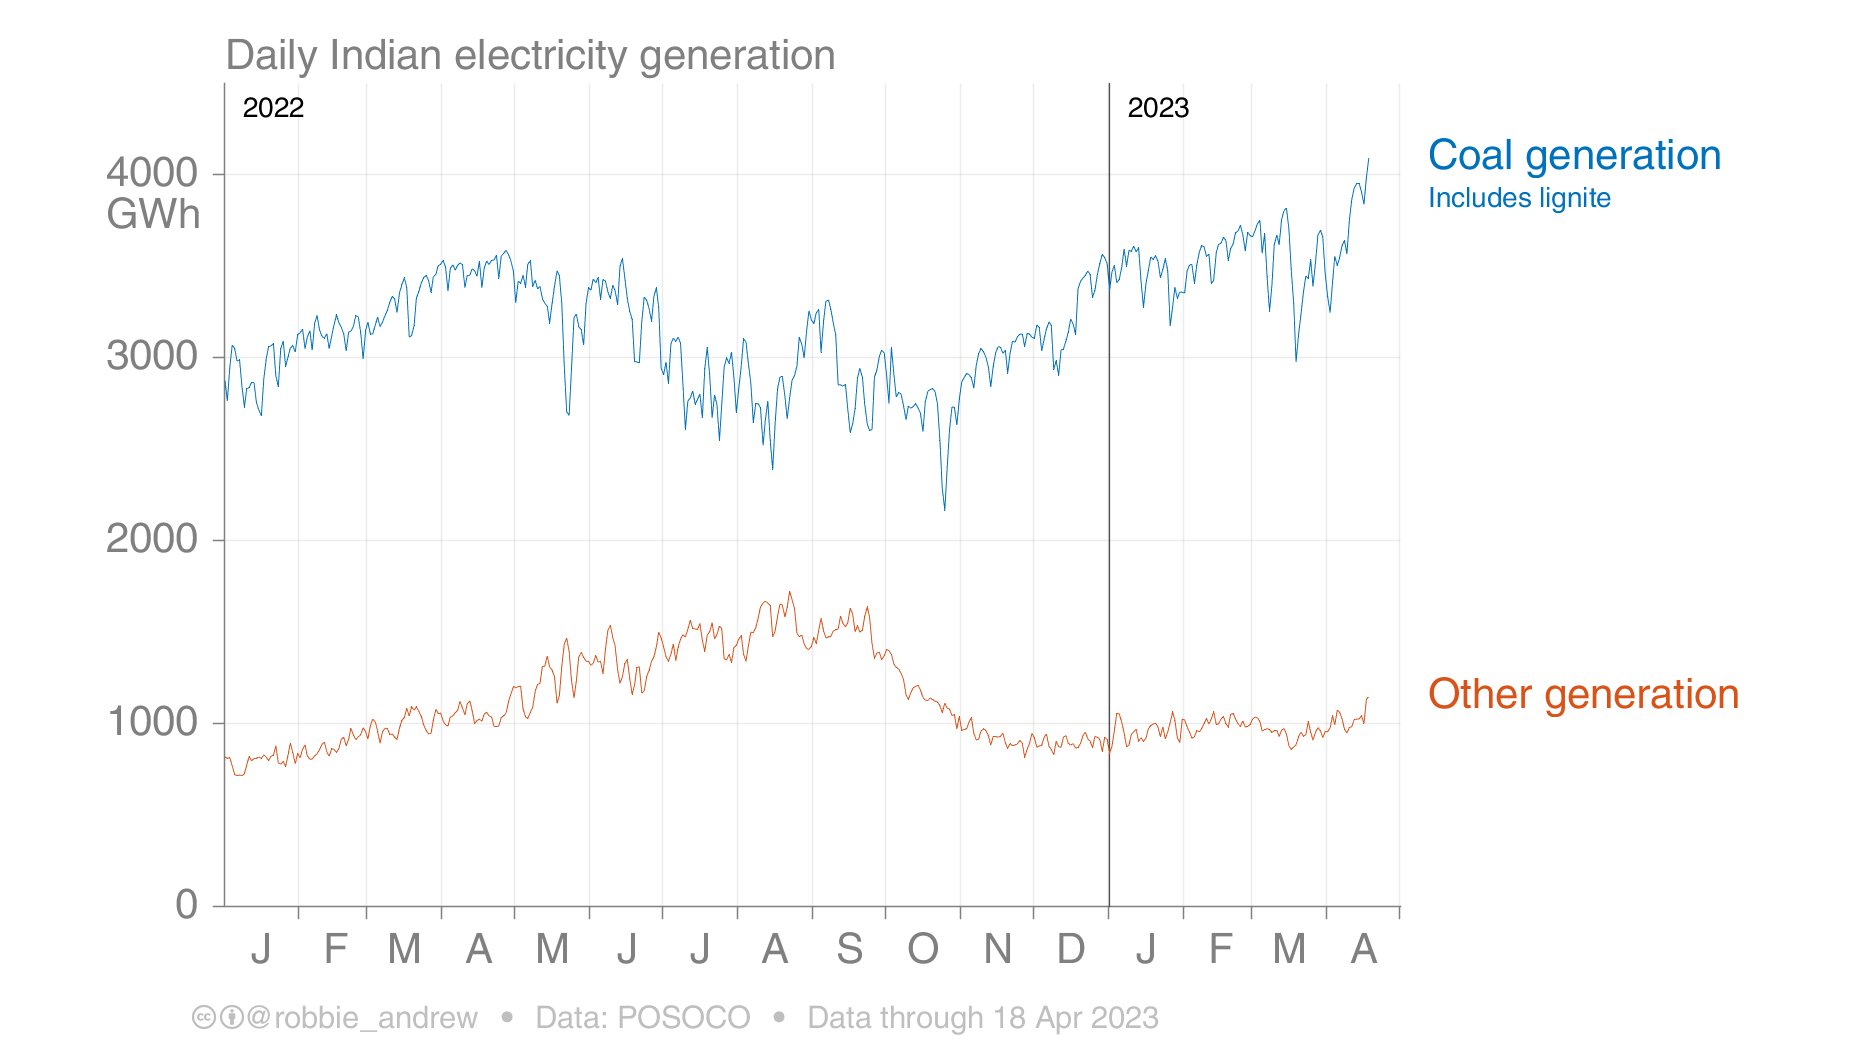 Daily Indian electricity generation
2022
2023
4000
GWh
3000
2000
1000
0
Coal generation
Includes lignite
Other generation
J F M A M J J A S O N D J F M A
cc @robbie_andrew • Data: POSOCO • Data through 18 Apr 2023